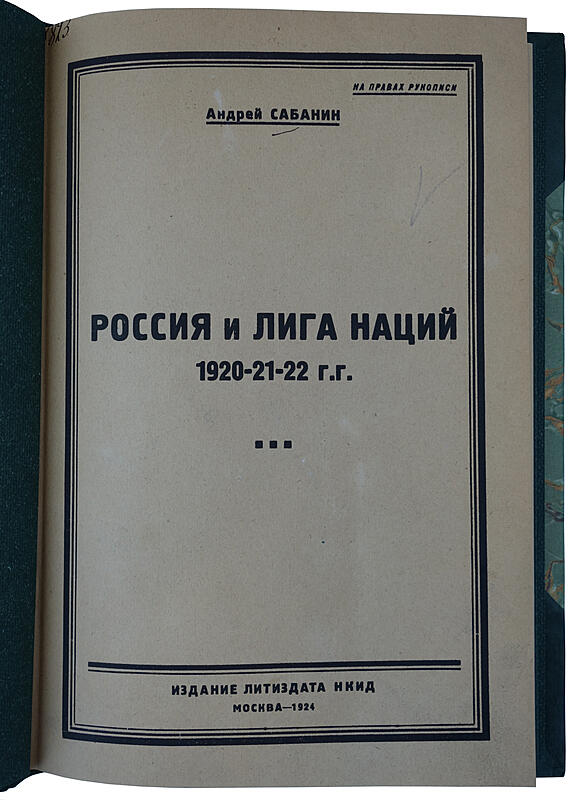 НА ПРАВАХ РУКОПИСИ
Андрей САБАНИН
РОССИЯ и ЛИГА НАЦИЙ
1920-21-22 г.г.
ИЗДАНИЕ ЛИТИЗДАТА НКИД
МОСКВА—1924